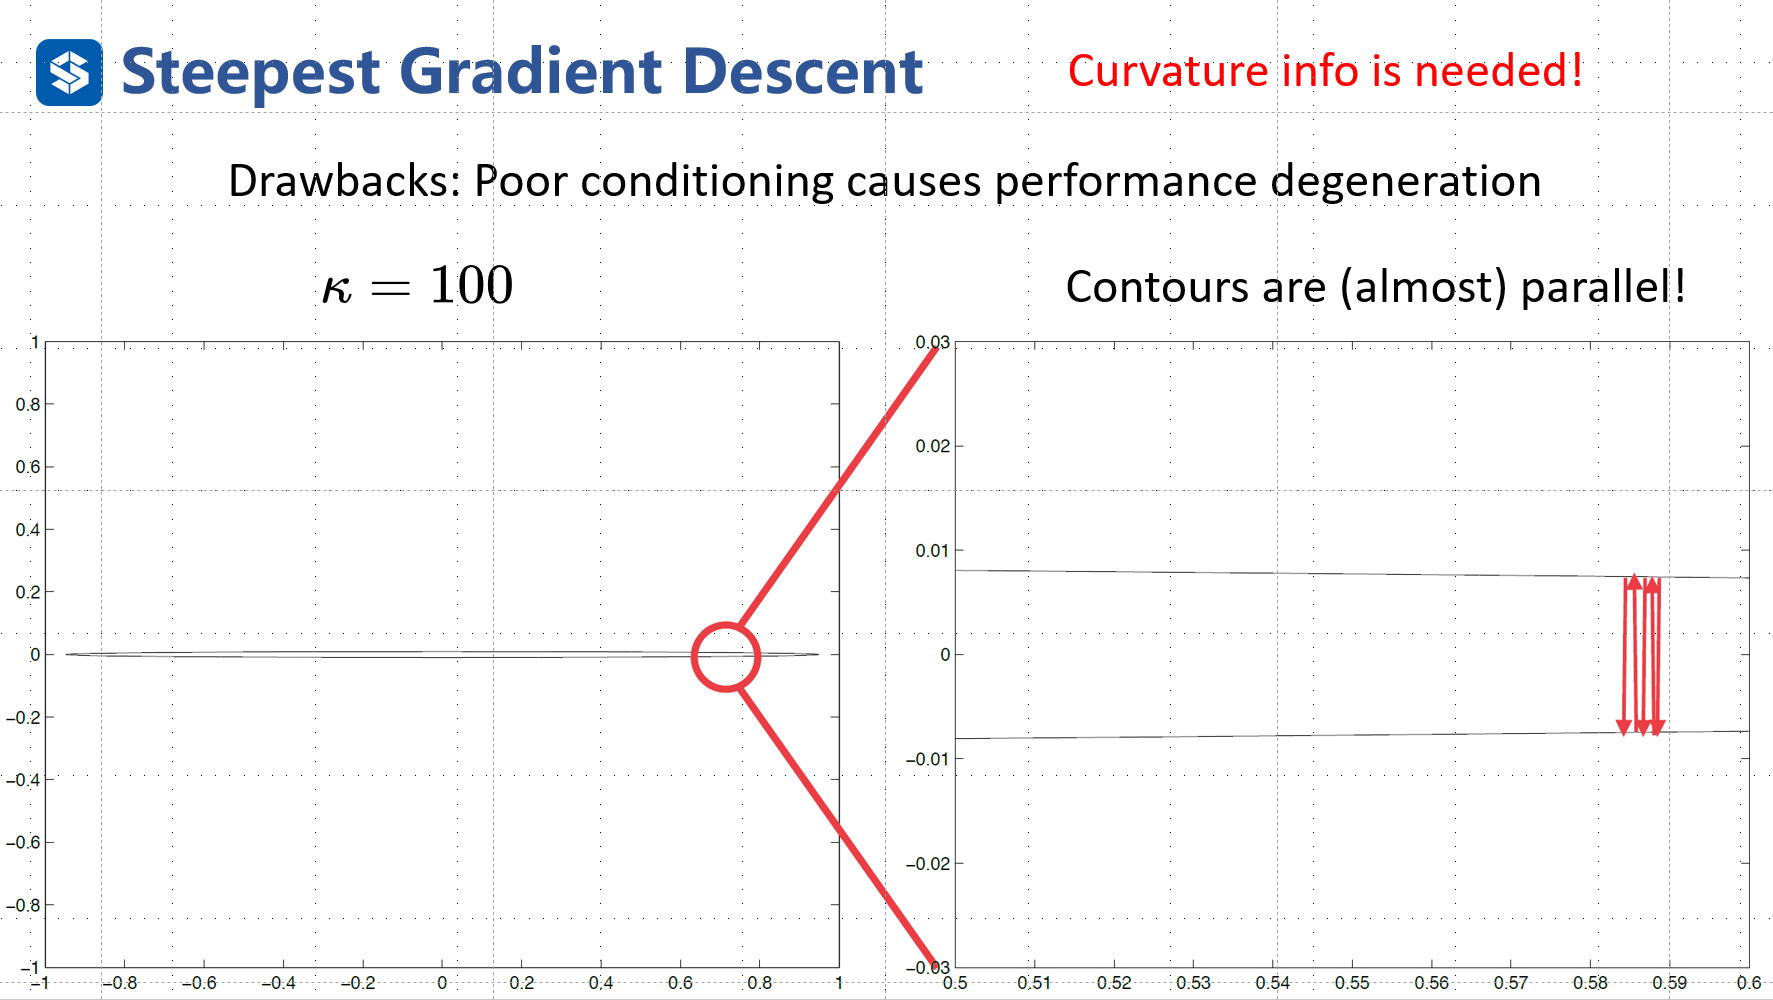 Steepest Gradient Descent
Curvature info is needed!
Drawbacks: Poor conditioning causes performance degeneration
κ = 100
Contours are (almost) parallel!
1
0.8
0.6
0.4
0.2
0
−0.2
−0.4
−0.6
−0.8
−1
−1 −0.8 −0.6 −0.4 −0.2 0 0.2 0.4 0.6 0.8 1
0.03
0.02
0.01
0
−0.01
−0.02
−0.03
0.5 0.51 0.52 0.53 0.54 0.55 0.56 0.57 0.58 0.59 0.6